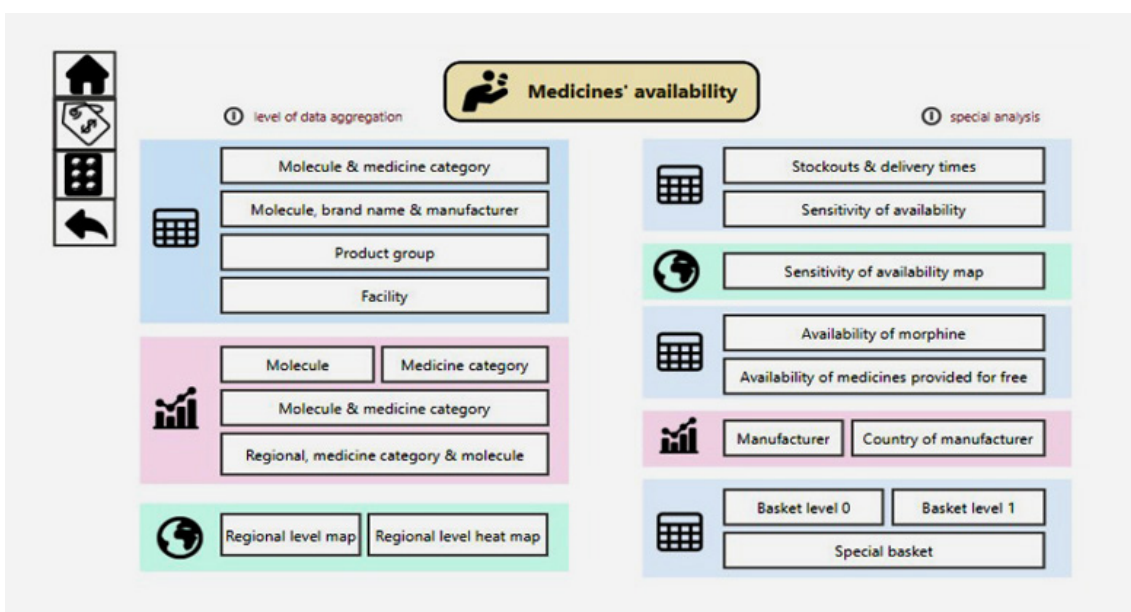 Medicines' availability
level of data aggregation
Molecule & medicine category
Molecule, brand name & manufacturer
Product group
Facility
Molecule
Medicine category
Molecule & medicine category
Regional, medicine category & molecule
Regional level map
Regional level heat map
special analysis
Stockouts & delivery times
Sensitivity of availability
Sensitivity of availability map
Availability of morphine
Availability of medicines provided for free
Manufacturer
Country of manufacturer
Basket level 0
Basket level 1
Special basket